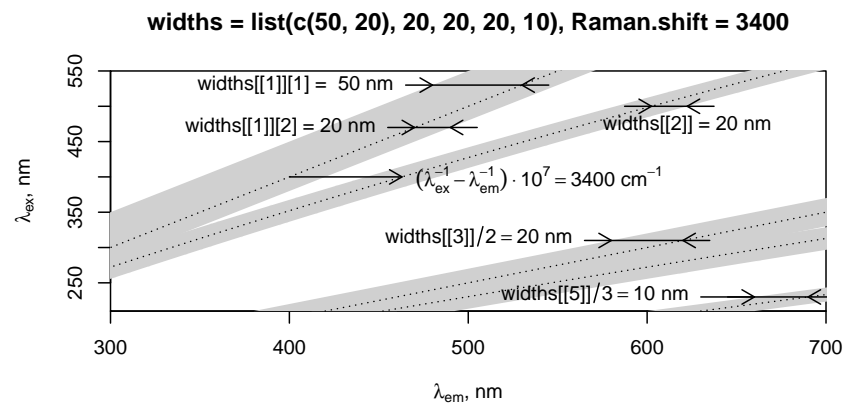 widths = list(c(50, 20), 20, 20, 20, 10), Raman.shift = 3400
550
450
350
250
λex, nm
widths[[1]][1] = 50 nm
widths[[2]] = 20 nm
widths[[1]][2] = 20 nm
(λex⁻¹ − λem⁻¹) · 10⁷ = 3400 cm⁻¹
widths[[3]]/2 = 20 nm
widths[[5]]/3 = 10 nm
300 400 500 600 700
λem, nm